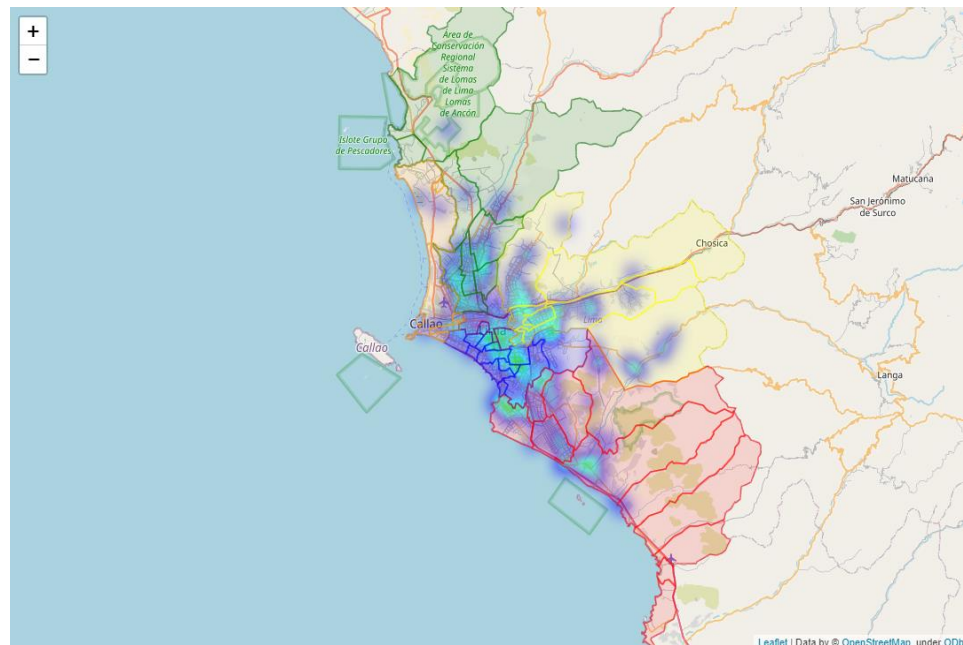 +
−
Área de
Conservación
Regional
Sistema
de Lomas
de Lima
Lomas
de Ancón
Islote Grupo
de Pescadores
Matucana
San Jerónimo
de Surco
Chosica
Callao
Lima
Callao
Langa
Leaflet | Data by © OpenStreetMap, under ODb